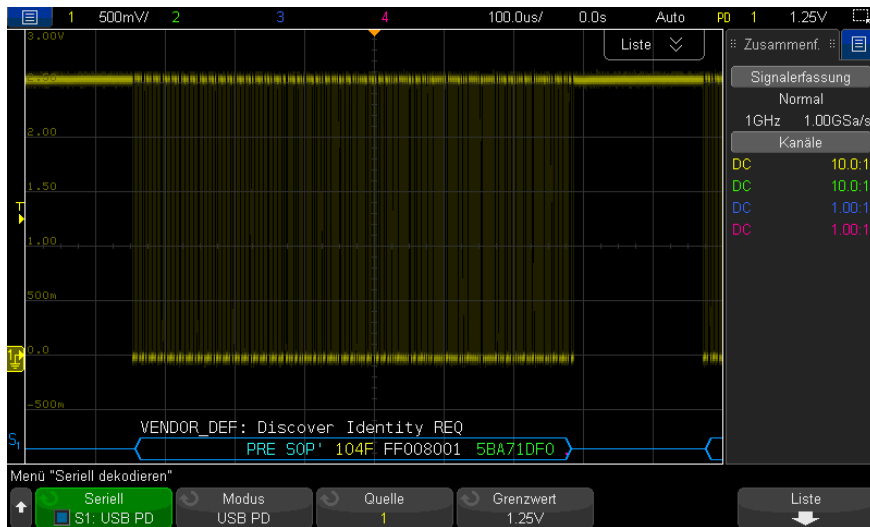 1 500mV/ 2 3 4 100.0us/ 0.0s Auto PD 1 1.25V
3.00V
Liste
Zusammenf.
Signalerfassung
Normal
1GHz 1.00GSa/s
Kanäle
DC 10.0:1
DC 10.0:1
DC 1.00:1
DC 1.00:1
2.50
2.00
1.50
T
1.00
500m
1 0.0
-500m
VENDOR_DEF: Discover Identity REQ
S1 PRE SOP' 104F FF008001 5BA71DF0
Menü "Seriell dekodieren"
Seriell Modus Quelle Grenzwert Liste
S1: USB PD USB PD 1 1.25V